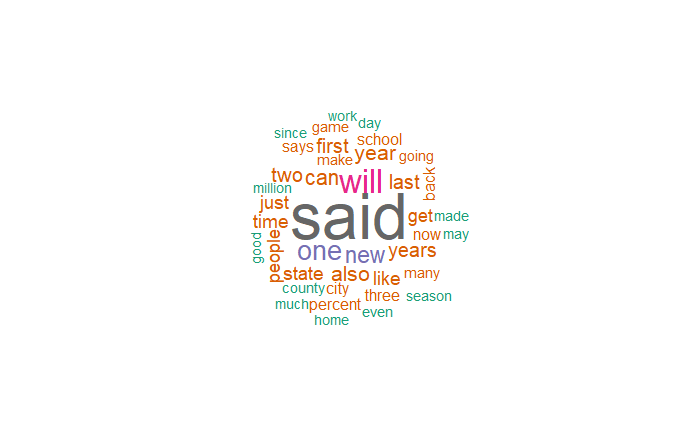 work
game day
since
says first school
make year going
two can will last back
million
just
said
time get made
now may
good people one new years
state also like many
county city
three season
much percent
even
home